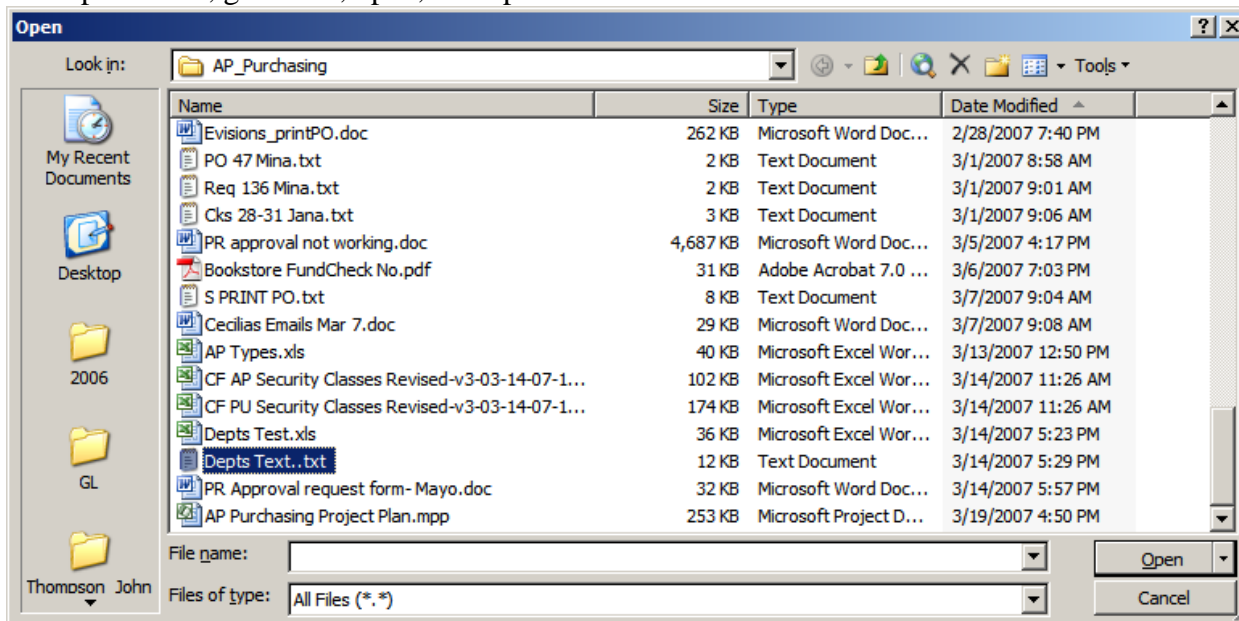 Open
Look in: AP_Purchasing Tools
Name Size Type Date Modified
Evisions_printPO.doc 262 KB Microsoft Word Doc... 2/28/2007 7:40 PM
PO 47 Mina.txt 2 KB Text Document 3/1/2007 8:58 AM
Req 136 Mina.txt 2 KB Text Document 3/1/2007 9:01 AM
Cks 28-31 Jana.txt 3 KB Text Document 3/1/2007 9:06 AM
PR approval not working.doc 4,687 KB Microsoft Word Doc... 3/5/2007 4:17 PM
Bookstore FundCheck No.pdf 31 KB Adobe Acrobat 7.0 ... 3/6/2007 7:03 PM
S PRINT PO.txt 8 KB Text Document 3/7/2007 9:04 AM
Cecilias Emails Mar 7.doc 29 KB Microsoft Word Doc... 3/7/2007 9:08 AM
AP Types.xls 40 KB Microsoft Excel Wor... 3/13/2007 12:50 PM
CF AP Security Classes Revised-v3-03-14-07-1... 102 KB Microsoft Excel Wor... 3/14/2007 11:26 AM
CF PU Security Classes Revised-v3-03-14-07-1... 174 KB Microsoft Excel Wor... 3/14/2007 11:26 AM
Depts Test.xls 36 KB Microsoft Excel Wor... 3/14/2007 5:23 PM
Depts Text..txt 12 KB Text Document 3/14/2007 5:29 PM
PR Approval request form- Mayo.doc 32 KB Microsoft Word Doc... 3/14/2007 5:57 PM
AP Purchasing Project Plan.mpp 253 KB Microsoft Project D... 3/19/2007 4:50 PM
My Recent
Documents
Desktop
2006
GL
Thompson John
File name: Open
Files of type: All Files (*.*) Cancel